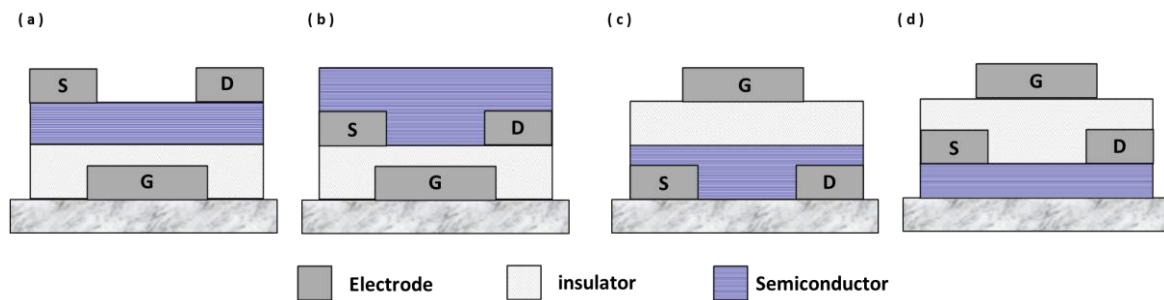 ( a )
( b )
( c )
( d )
S D
G
S D
G
G
S D
G
S D
Electrode
insulator
Semiconductor